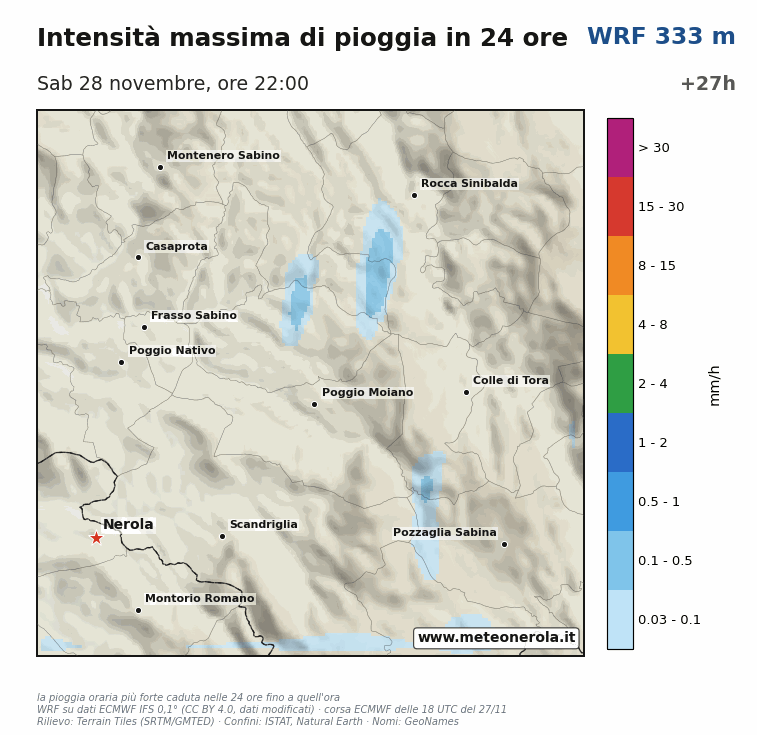 Intensità massima di pioggia in 24 ore WRF 333 m
Sab 28 novembre, ore 22:00 +27h
Montenero Sabino
Rocca Sinibalda
Casaprota
Frasso Sabino
Poggio Nativo
Colle di Tora
Poggio Moiano
Nerola
Scandriglia
Pozzaglia Sabina
Montorio Romano
www.meteonerola.it
> 30
15 - 30
8 - 15
4 - 8
2 - 4
1 - 2
0.5 - 1
0.1 - 0.5
0.03 - 0.1
mm/h
la pioggia oraria più forte caduta nelle 24 ore fino a quell'ora
WRF su dati ECMWF IFS 0,1° (CC BY 4.0, dati modificati) · corsa ECMWF delle 18 UTC del 27/11
Rilievo: Terrain Tiles (SRTM/GMTED) · Confini: ISTAT, Natural Earth · Nomi: GeoNames